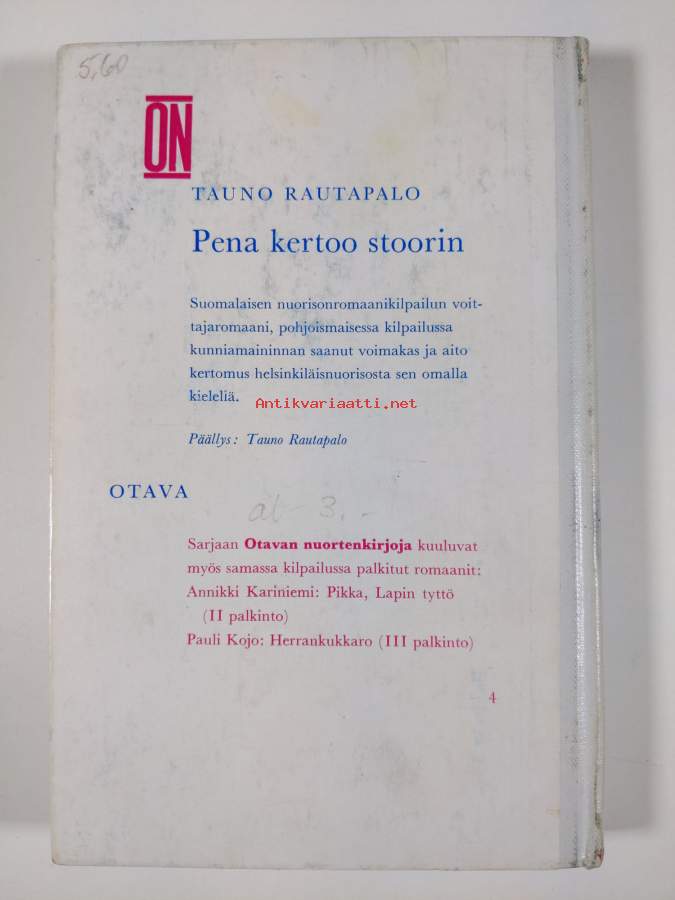 5,60
ON
TAUNO RAUTAPALO
Pena kertoo stoorin
Suomalaisen nuorisonromaanikilpailun voit-
tajaromaani, pohjoismaisessa kilpailussa
kunniamaininnan saanut voimakas ja aito
kertomus helsinkiläisnuorisosta sen omalla
kielellä.
Antikvariaatti.net
Päällys: Tauno Rautapalo
OTAVA
ál 3.-
Sarjaan Otavan nuortenkirjoja kuuluvat
myös samassa kilpailussa palkitut romaanit:
Annikki Kariniemi: Pikka, Lapin tyttö
(II palkinto)
Pauli Kojo: Herrankukkaro (III palkinto)
4